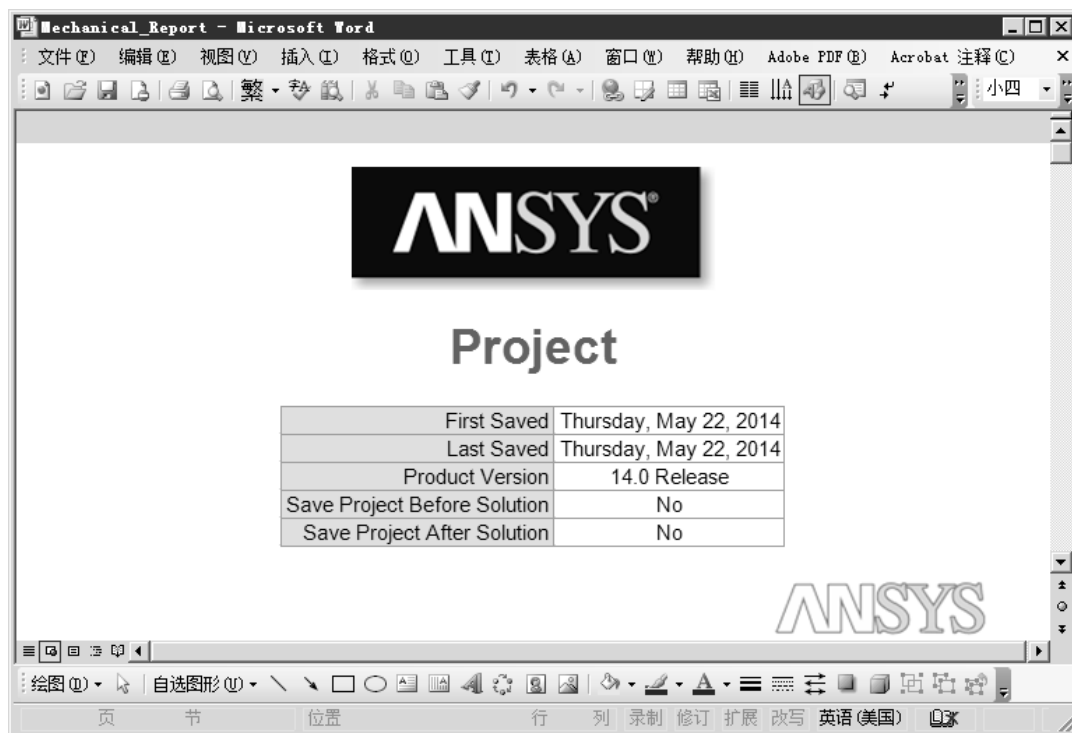 Mechanical_Report - Microsoft Word
文件(F) 编辑(E) 视图(V) 插入(I) 格式(O) 工具(T) 表格(A) 窗口(W) 帮助(H) Adobe PDF(B) Acrobat 注释(C)
繁 小四
ANSYS®
Project
First Saved Thursday, May 22, 2014
Last Saved Thursday, May 22, 2014
Product Version 14.0 Release
Save Project Before Solution No
Save Project After Solution No
ANSYS
绘图(D) 自选图形(U) A
页 节 位置 行 列 录制 修订 扩展 改写 英语(美国)